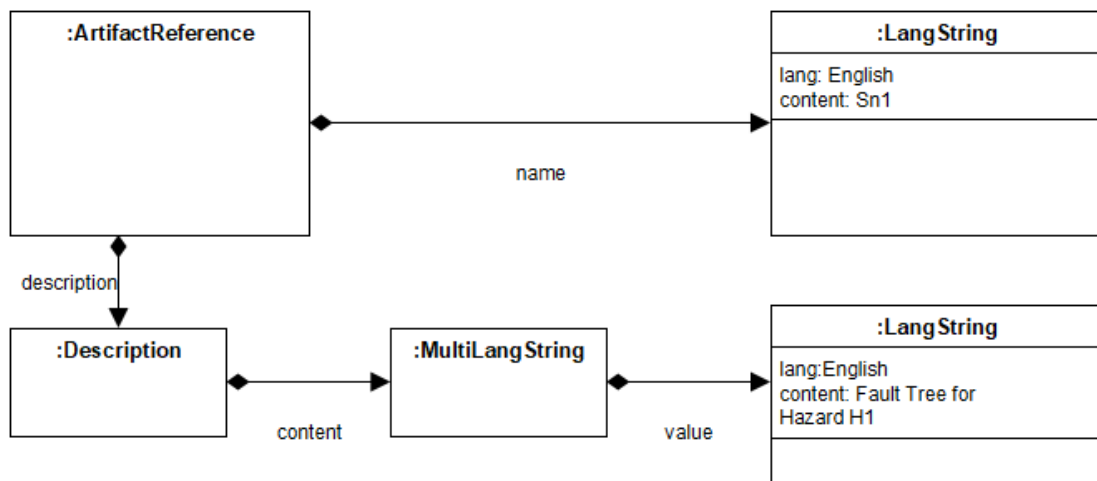 :ArtifactReference
:LangString
lang: English
content: Sn1
name
description
:Description
:MultiLangString
:LangString
lang:English
content: Fault Tree for
Hazard H1
content
value